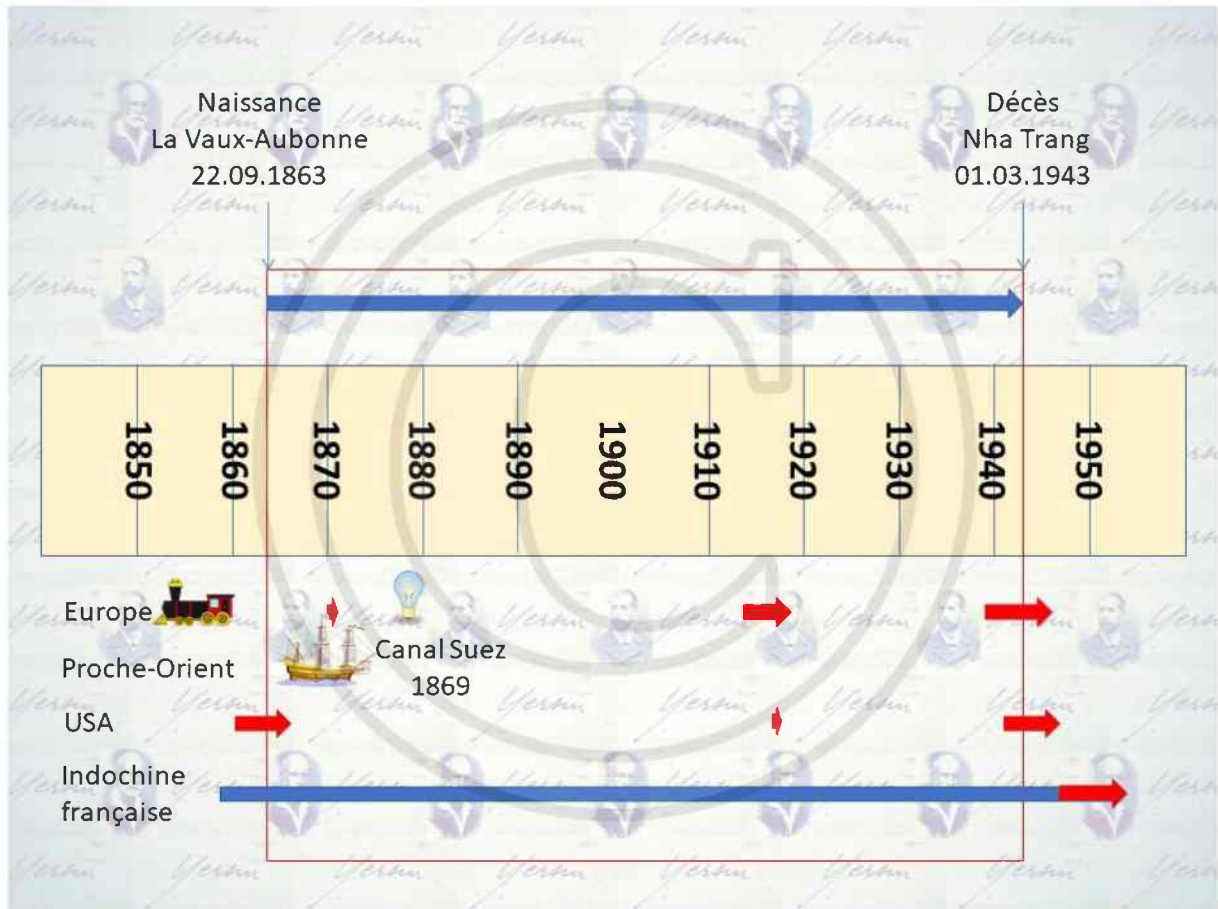 Naissance
La Vaux-Aubonne
22.09.1863
Décès
Nha Trang
01.03.1943
1850
1860
1870
1880
1890
1900
1910
1920
1930
1940
1950
Europe
Proche-Orient
Canal Suez
1869
USA
Indochine
française